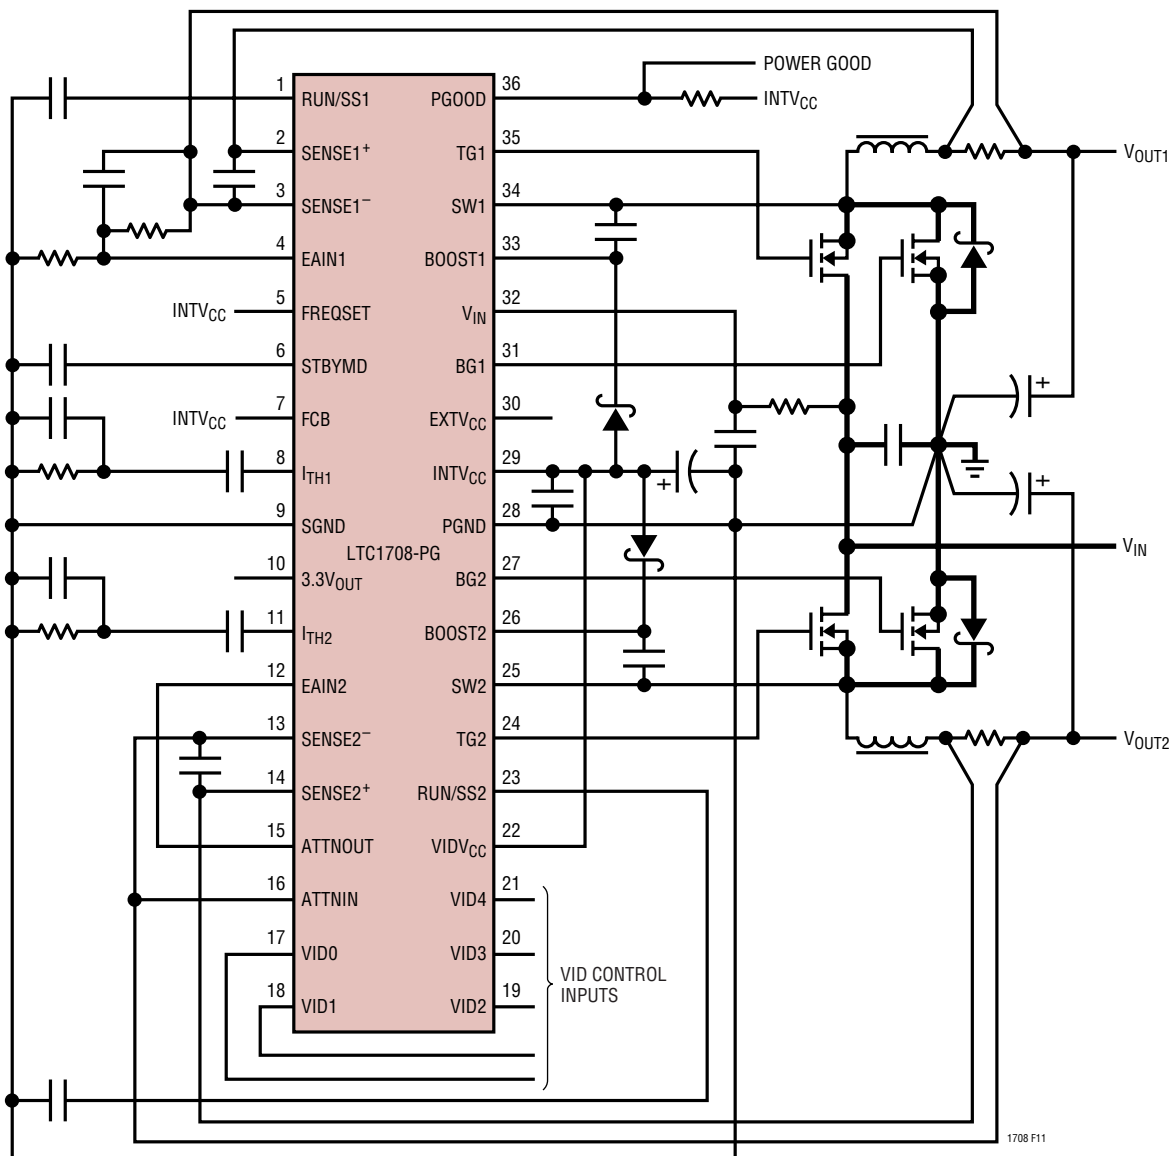 POWER GOOD
INTVCC
1 RUN/SS1
2 SENSE1+
3 SENSE1−
4 EAIN1
INTVCC 5 FREQSET
6 STBYMD
INTVCC 7 FCB
8 ITH1
9 SGND
10 3.3VOUT
11 ITH2
12 EAIN2
13 SENSE2−
14 SENSE2+
15 ATTNOUT
16 ATTNIN
17 VID0
18 VID1
LTC1708-PG
PGOOD 36
TG1 35
SW1 34
BOOST1 33
VIN 32
BG1 31
EXTVCC 30
INTVCC 29
PGND 28
BG2 27
BOOST2 26
SW2 25
TG2 24
RUN/SS2 23
VIDVCC 22
VID4 21
VID3 20
VID2 19
VID CONTROL
INPUTS
+
+
+
VOUT1
VIN
VOUT2
1708 F11